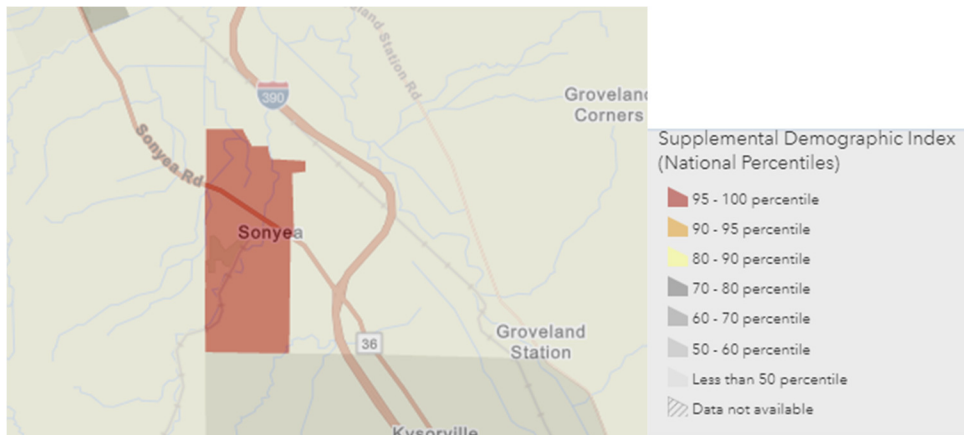 390
Groveland Station Rd
Groveland
Corners
Sonyea Rd
Sonyea
36
Groveland
Station
Kysorville
Supplemental Demographic Index
(National Percentiles)
95 - 100 percentile
90 - 95 percentile
80 - 90 percentile
70 - 80 percentile
60 - 70 percentile
50 - 60 percentile
Less than 50 percentile
Data not available